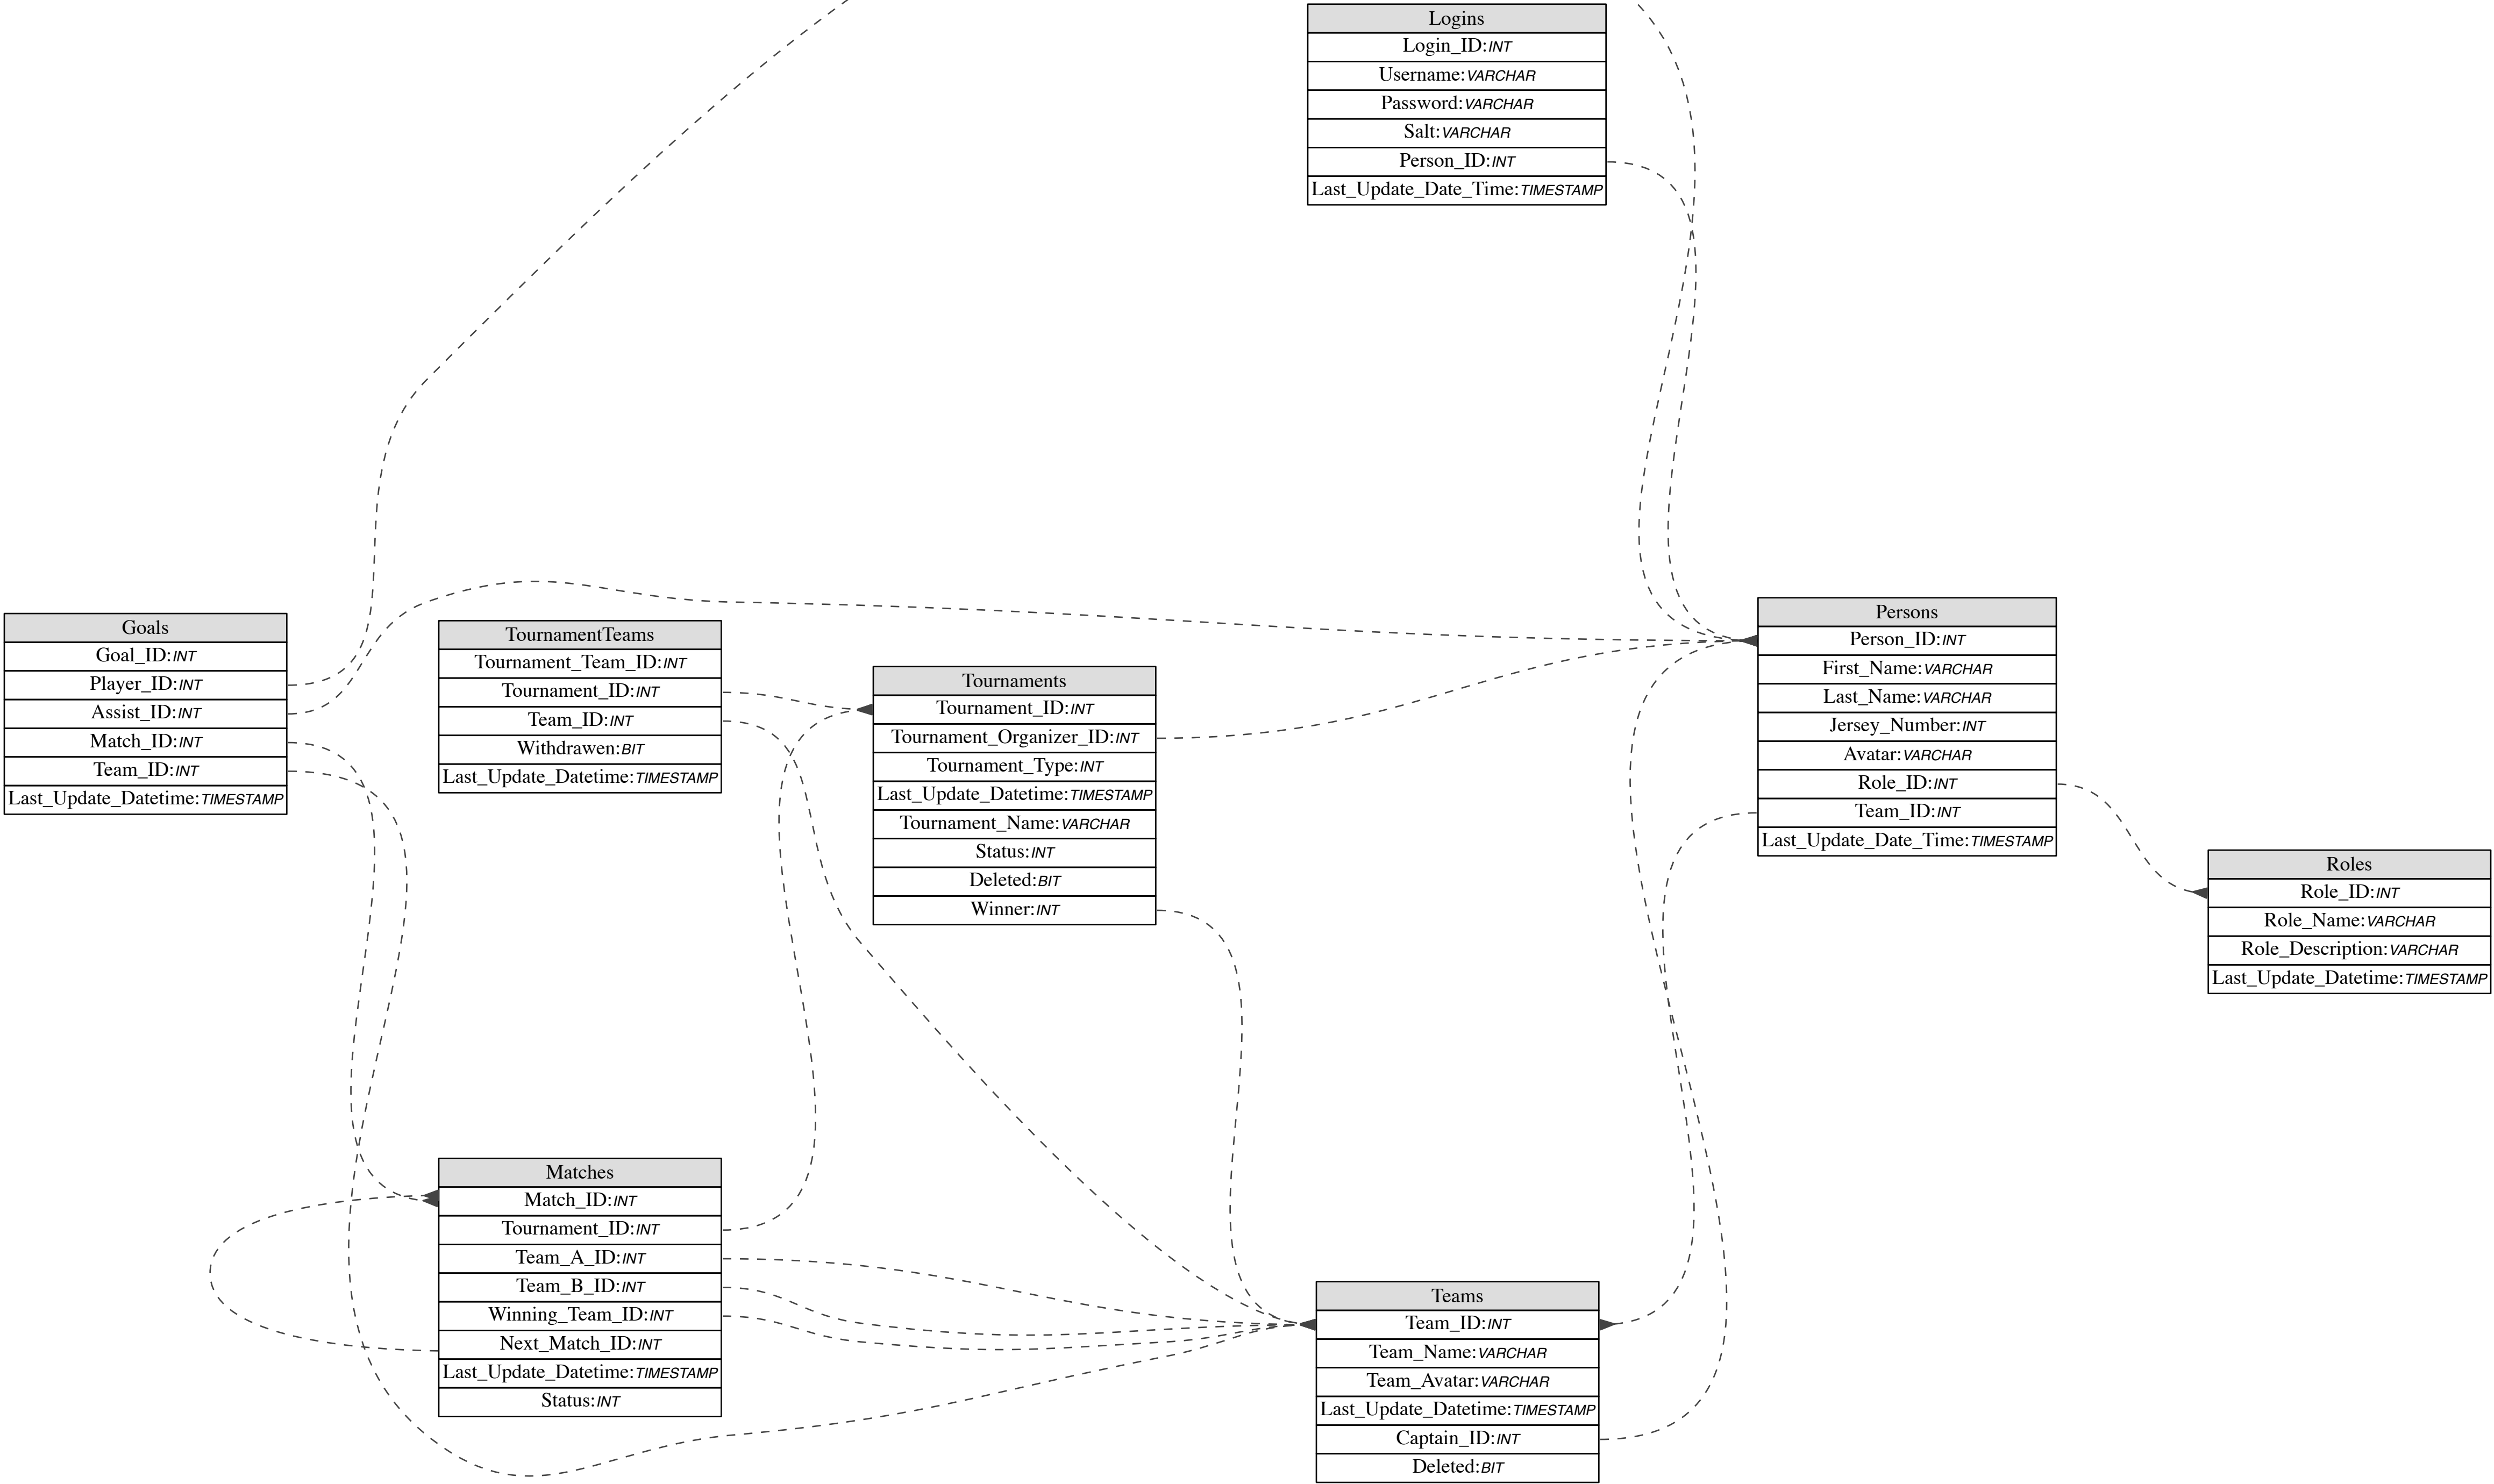 Logins
Login_ID:INT
Username:VARCHAR
Password:VARCHAR
Salt:VARCHAR
Person_ID:INT
Last_Update_Date_Time:TIMESTAMP
Goals
Goal_ID:INT
Player_ID:INT
Assist_ID:INT
Match_ID:INT
Team_ID:INT
Last_Update_Datetime:TIMESTAMP
TournamentTeams
Tournament_Team_ID:INT
Tournament_ID:INT
Team_ID:INT
Withdrawen:BIT
Last_Update_Datetime:TIMESTAMP
Tournaments
Tournament_ID:INT
Tournament_Organizer_ID:INT
Tournament_Type:INT
Last_Update_Datetime:TIMESTAMP
Tournament_Name:VARCHAR
Status:INT
Deleted:BIT
Winner:INT
Persons
Person_ID:INT
First_Name:VARCHAR
Last_Name:VARCHAR
Jersey_Number:INT
Avatar:VARCHAR
Role_ID:INT
Team_ID:INT
Last_Update_Date_Time:TIMESTAMP
Roles
Role_ID:INT
Role_Name:VARCHAR
Role_Description:VARCHAR
Last_Update_Datetime:TIMESTAMP
Matches
Match_ID:INT
Tournament_ID:INT
Team_A_ID:INT
Team_B_ID:INT
Winning_Team_ID:INT
Next_Match_ID:INT
Last_Update_Datetime:TIMESTAMP
Status:INT
Teams
Team_ID:INT
Team_Name:VARCHAR
Team_Avatar:VARCHAR
Last_Update_Datetime:TIMESTAMP
Captain_ID:INT
Deleted:BIT